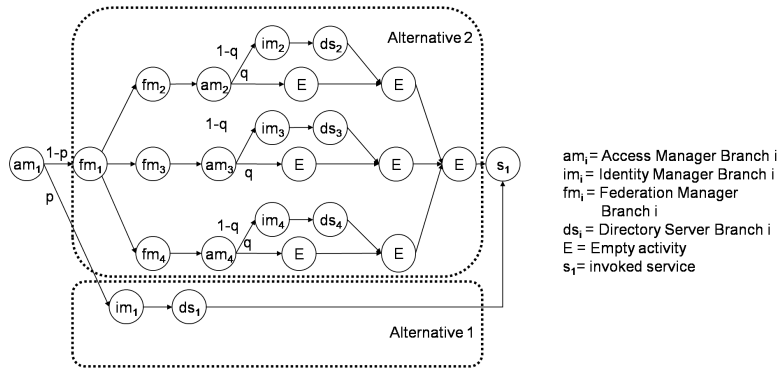 Alternative 2
1-q
im2
ds2
fm2
am2
q
E
E
1-q
im3
ds3
am1
1-p
fm1
fm3
am3
q
E
E
E
s1
p
1-q
im4
ds4
fm4
am4
q
E
E
im1
ds1
Alternative 1
ami= Access Manager Branch i
imi= Identity Manager Branch i
fmi= Federation Manager
Branch i
dsi= Directory Server Branch i
E = Empty activity
s1= invoked service